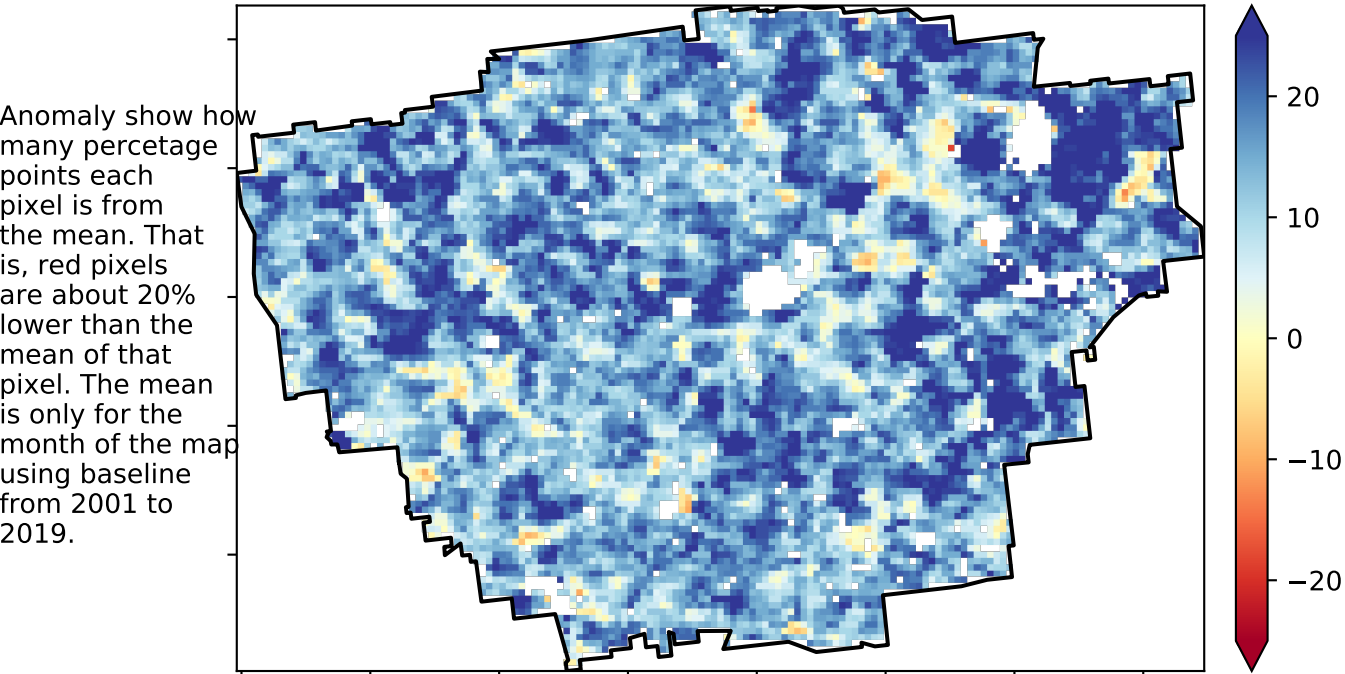 Anomaly show how
many percetage
points each
pixel is from
the mean. That
is, red pixels
are about 20%
lower than the
mean of that
pixel. The mean
is only for the
month of the map
using baseline
from 2001 to
2019.
20
10
0
−10
−20